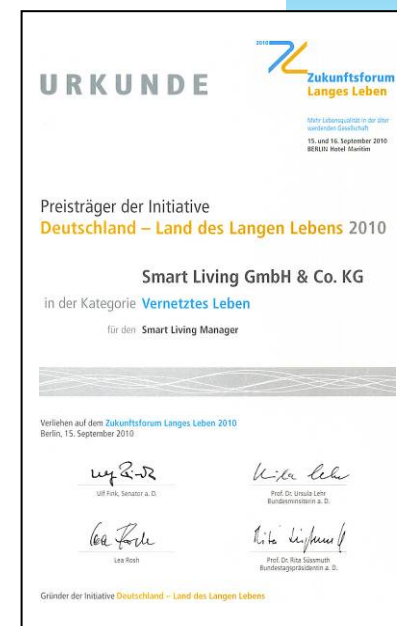 2010
Zukunftsforum
Langes Leben
URKUNDE
Mehr Lebensqualität in der älter
werdenden Gesellschaft
15. und 16. September 2010
BERLIN Hotel Maritim
Preisträger der Initiative
Deutschland – Land des Langen Lebens 2010
Smart Living GmbH & Co. KG
in der Kategorie Vernetztes Leben
für den Smart Living Manager
Verliehen auf dem Zukunftsforum Langes Leben 2010
Berlin, 15. September 2010
Ulf Fink, Senator a. D.
Prof. Dr. Ursula Lehr
Bundesministerin a. D.
Lea Rosh
Prof. Dr. Rita Süssmuth
Bundestagspräsidentin a. D.
Gründer der Initiative Deutschland – Land des Langen Lebens